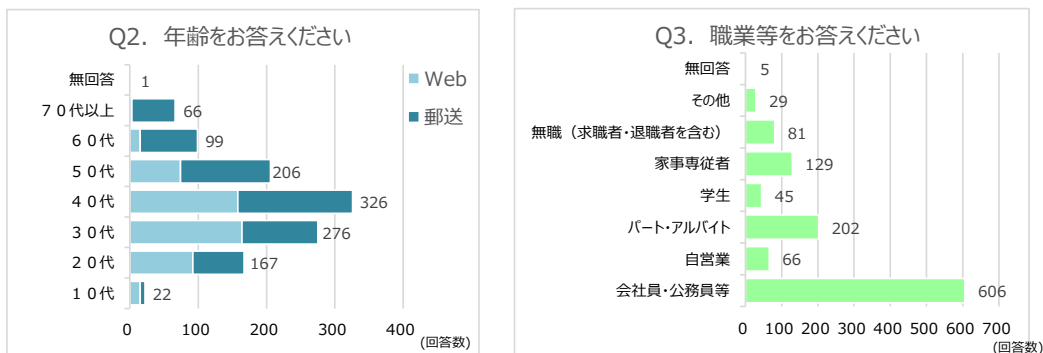 Q2. 年齢をお答えください
Web
郵送
無回答 1
７０代以上 66
６０代 99
５０代 206
４０代 326
３０代 276
２０代 167
１０代 22
0 100 200 300 400
(回答数)
Q3. 職業等をお答えください
無回答 5
その他 29
無職（求職者・退職者を含む） 81
家事専従者 129
学生 45
パート・アルバイト 202
自営業 66
会社員・公務員等 606
0 100 200 300 400 500 600 700
(回答数)